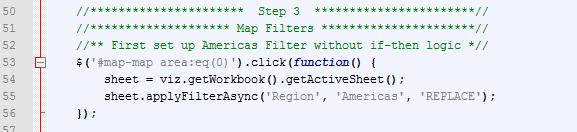 50 //********************** Step 3 **********************//
51 //******************** Map Filters ********************//
52 //** First set up Americas Filter without if-then logic *//
53 $('#map-map area:eq(0)').click(function() {
54 sheet = viz.getWorkbook().getActiveSheet();
55 sheet.applyFilterAsync('Region', 'Americas', 'REPLACE');
56 });
57